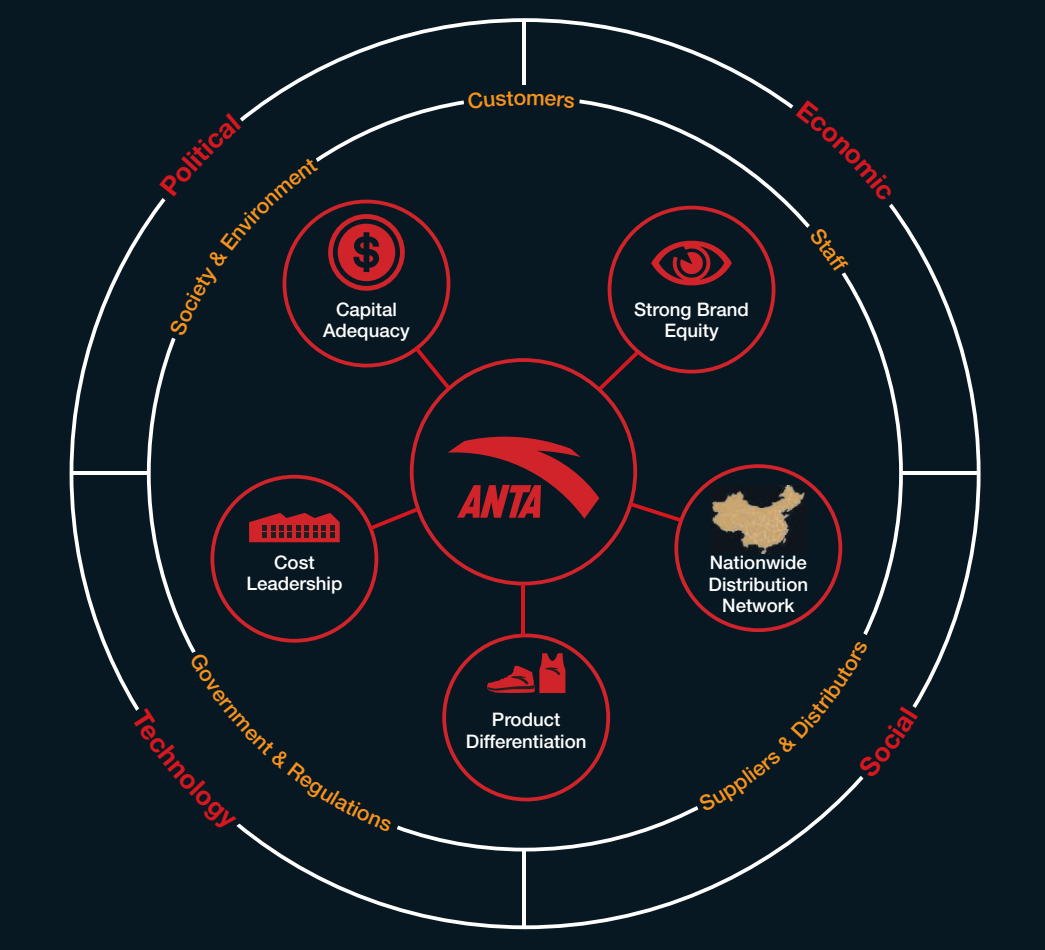 Customers
Political
Economic
Society & Environment
Staff
$
Capital
Adequacy
Strong Brand
Equity
ANTA
Cost
Leadership
Nationwide
Distribution
Network
Product
Differentiation
Government & Regulations
Suppliers & Distributors
Technology
Social